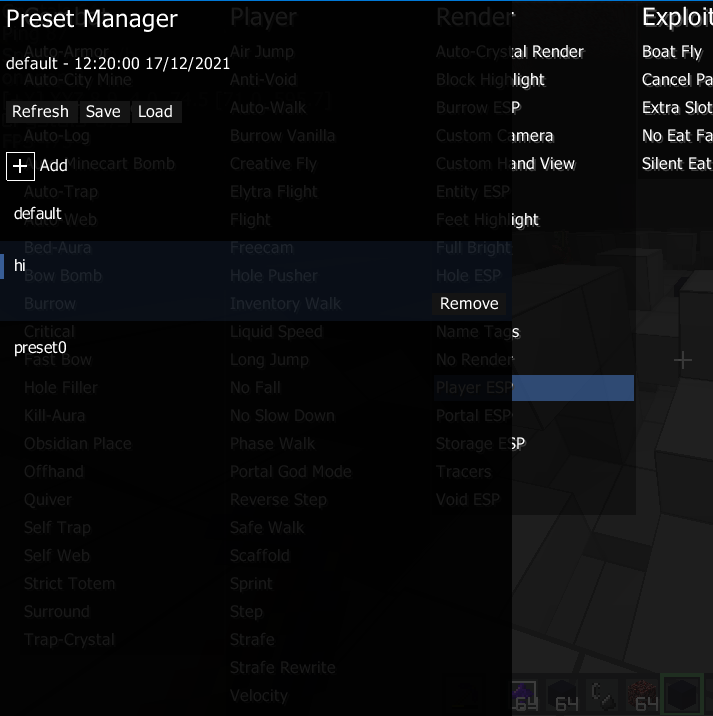 Preset Manager
default - 12:20:00 17/12/2021
Refresh Save Load
+ Add
default
hi
Remove
preset0
Player
Air Jump
Anti-Void
Auto-Walk
Burrow Vanilla
Creative Fly
Elytra Flight
Flight
Freecam
Hole Pusher
Inventory Walk
Liquid Speed
Long Jump
No Fall
No Slow Down
Phase Walk
Portal God Mode
Reverse Step
Safe Walk
Scaffold
Sprint
Step
Strafe
Strafe Rewrite
Velocity
Auto-Armor
Auto-City Mine
Auto-Log
Minecart Bomb
Auto-Trap
Auto-Web
Bed-Aura
Bow Bomb
Burrow
Critical
Fast Bow
Hole Filler
Kill-Aura
Obsidian Place
Offhand
Quiver
Self Trap
Self Web
Strict Totem
Surround
Trap-Crystal
Render
Auto-Crystal Render
Block Highlight
Burrow ESP
Custom Camera
Custom Hand View
Entity ESP
Feet Highlight
Full Bright
Hole ESP
Name Tags
No Render
Player ESP
Portal ESP
Storage ESP
Tracers
Void ESP
Exploit
Boat Fly
Cancel Pa
Extra Slot
No Eat Fa
Silent Eat
64
64
64